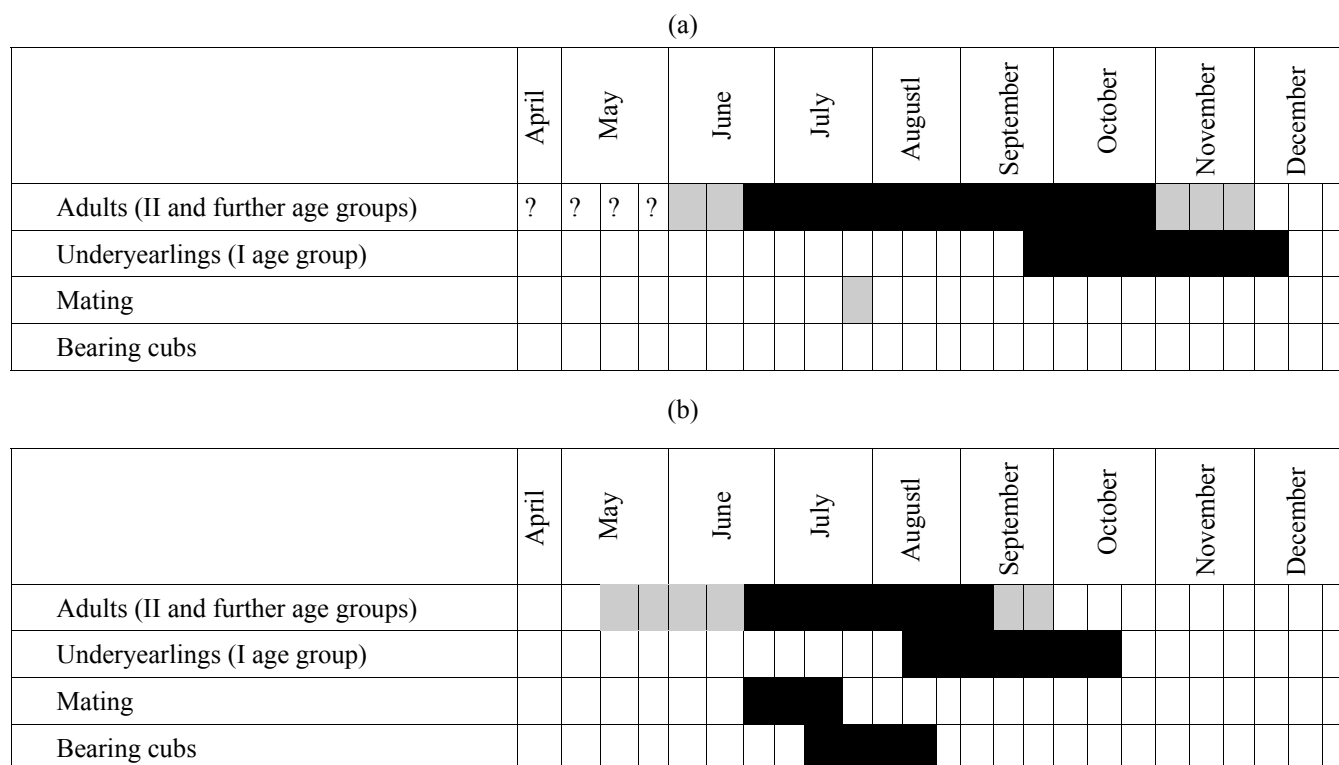 (a)
April May June July Augustl September October November December
Adults (II and further age groups) ? ? ? ?
Underyearlings (I age group)
Mating
Bearing cubs
(b)
April May June July Augustl September October November December
Adults (II and further age groups)
Underyearlings (I age group)
Mating
Bearing cubs